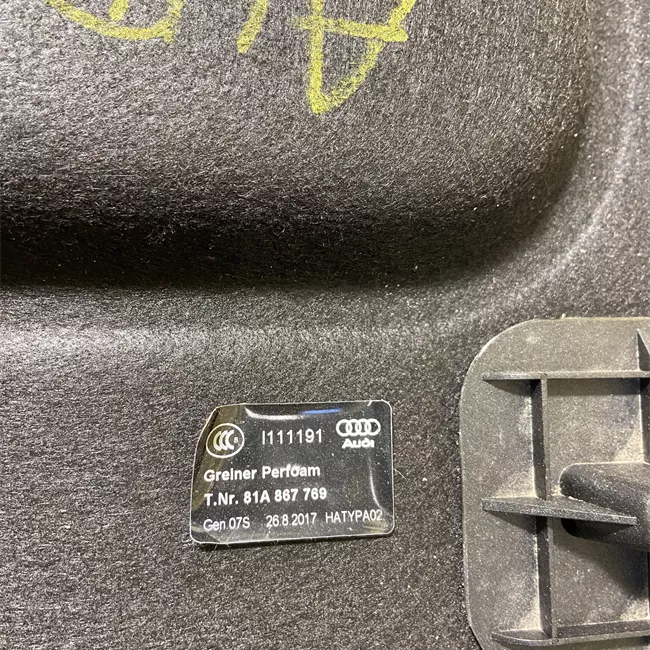 I111191
Audi
Greiner Perfoam
T.Nr. 81A 867 769
Gen.07S 26.8.2017 HATYPA02